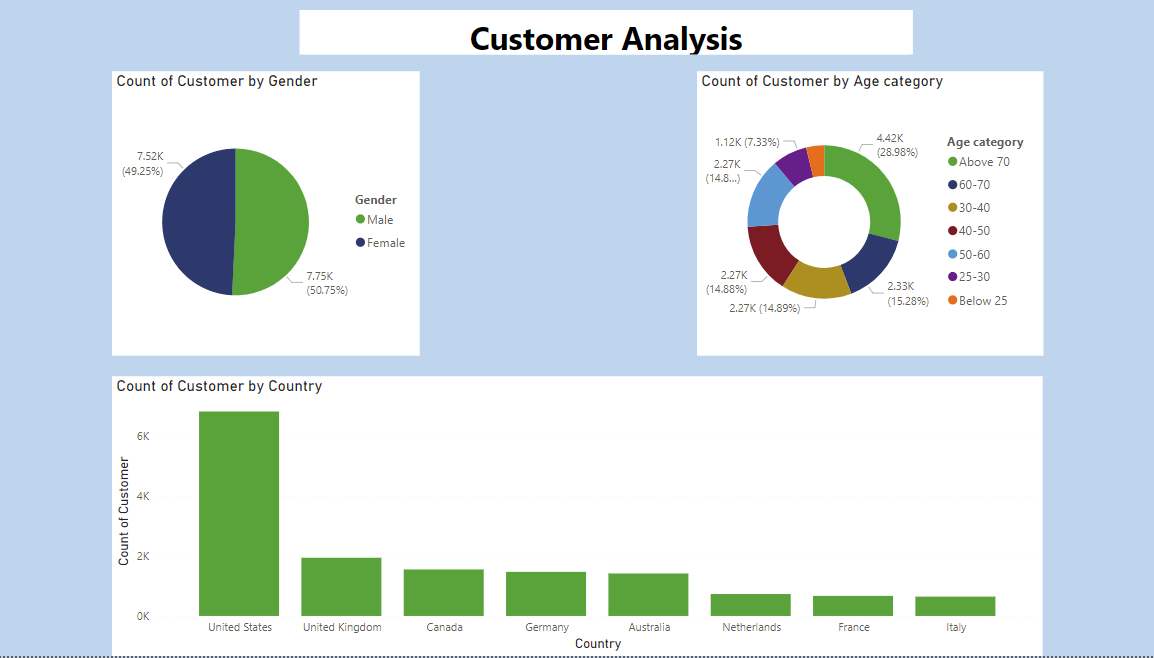 Customer Analysis
Count of Customer by Gender
7.52K
(49.25%)
7.75K
(50.75%)
Gender
Male
Female
Count of Customer by Age category
1.12K (7.33%)
4.42K
(28.98%)
2.27K
(14.8...)
2.27K
(14.88%)
2.27K (14.89%)
2.33K
(15.28%)
Age category
Above 70
60-70
30-40
40-50
50-60
25-30
Below 25
Count of Customer by Country
Count of Customer
6K
4K
2K
0K
United States United Kingdom Canada Germany Australia Netherlands France Italy
Country